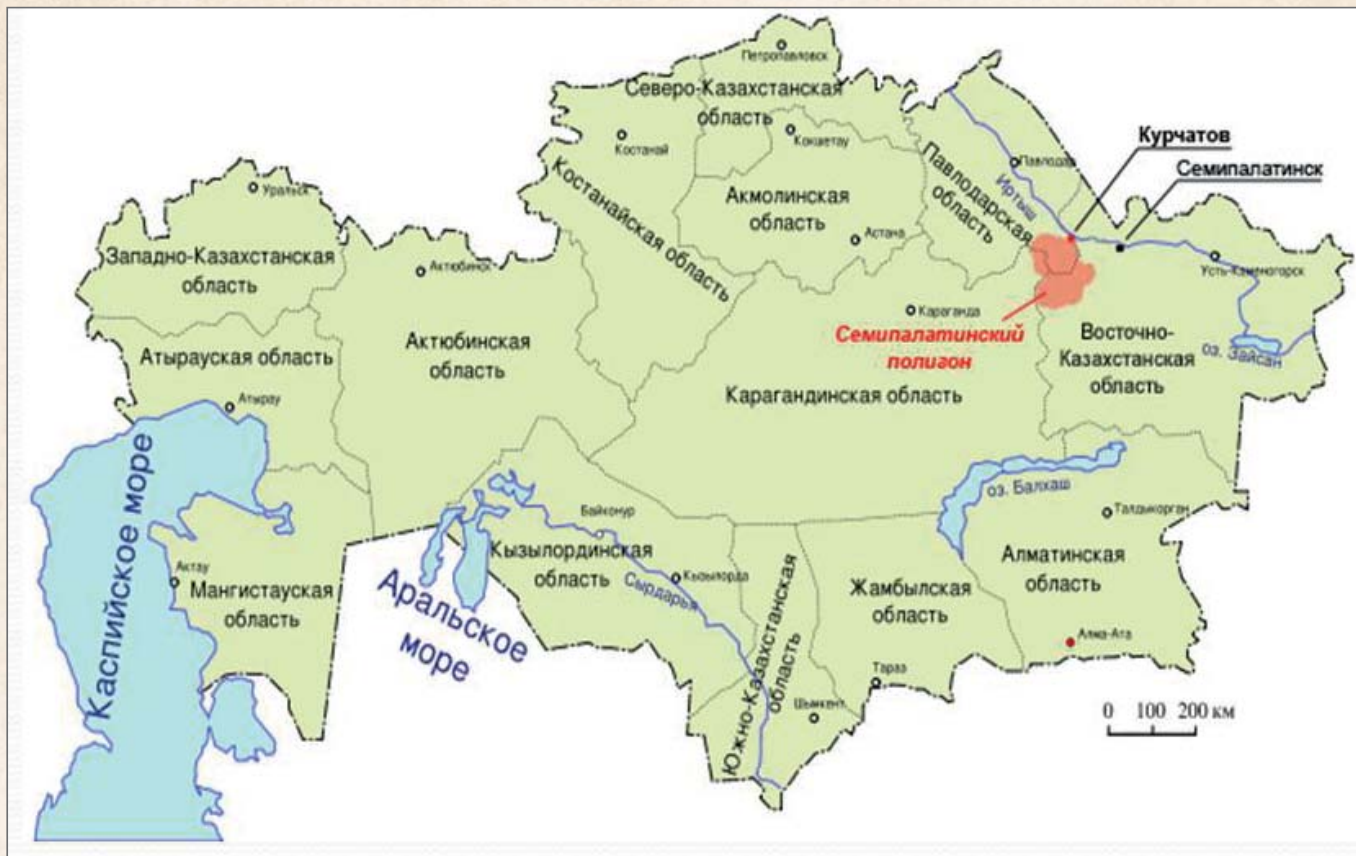 Петропавловск
Северо-Казахстанская
область
Костанай
Кокшетау
Костанайская область
Акмолинская
область
Астана
Павлодарская
область
Павлодар
Иртыш
Курчатов
Семипалатинск
Усть-Каменогорск
Уральск
Западно-Казахстанская
область
Актюбинск
Актюбинская
область
Атырауская область
Атырау
Караганда
Семипалатинский
полигон
Карагандинская область
Восточно-
Казахстанская
область
оз. Зайсан
Каспийское море
Актау
Мангистауская
область
Аральское
море
Байконур
Кызылординская
область
Кызылорда
Сырдарья
Южно-Казахстанская
область
Шымкент
Жамбылская
область
Тараз
оз. Балхаш
Талдыкорган
Алматинская
область
Алма-Ата
0 100 200 км